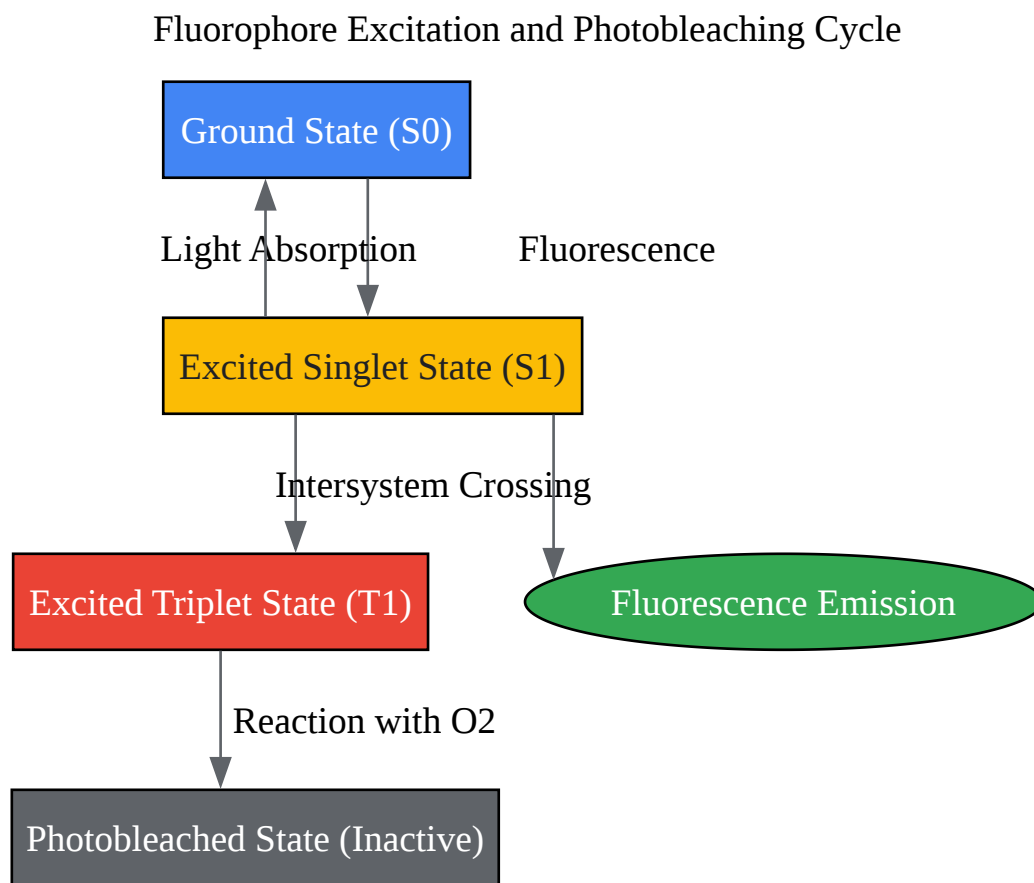 Fluorophore Excitation and Photobleaching Cycle
Ground State (S0)
Light Absorption
Fluorescence
Excited Singlet State (S1)
Intersystem Crossing
Excited Triplet State (T1)
Fluorescence Emission
Reaction with O2
Photobleached State (Inactive)